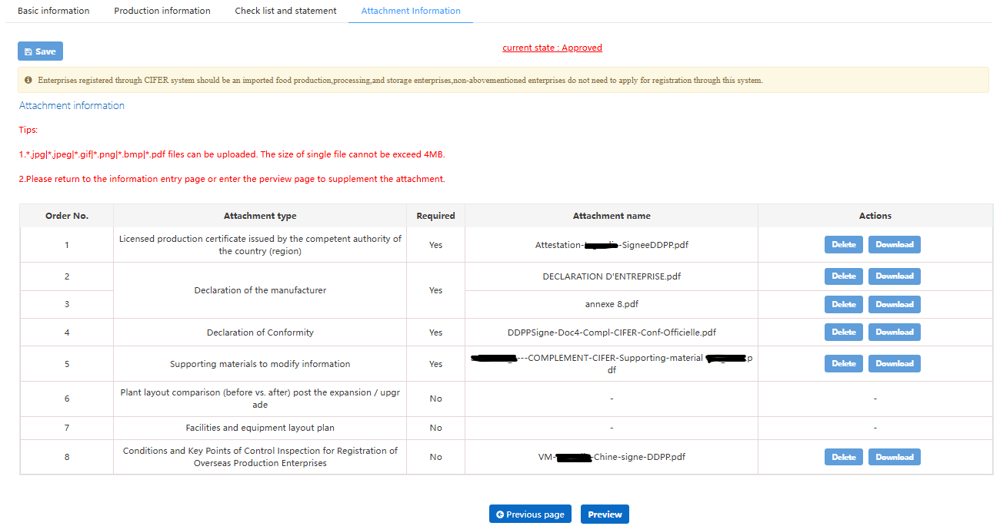 Basic information
Production information
Check list and statement
Attachment Information
Save
current state : Approved
Enterprises registered through CIFER system should be an imported food production,processing,and storage enterprises,non-abovementioned enterprises do not need to apply for registration through this system.
Attachment information
Tips:
1.*.jpg|*.jpeg|*.gif|*.png|*.bmp|*.pdf files can be uploaded. The size of single file cannot be exceed 4MB.
2.Please return to the information entry page or enter the perview page to supplement the attachment.
Order No. Attachment type Required Attachment name Actions
1 Licensed production certificate issued by the competent authority of
the country (region) Yes Attestation- -SigneeDDPP.pdf Delete Download
2 DECLARATION D'ENTREPRISE.pdf Delete Download
Declaration of the manufacturer Yes
3 annexe 8.pdf Delete Download
4 Declaration of Conformity Yes DDPPSigne-Doc4-Compl-CIFER-Conf-Officielle.pdf Delete Download
5 Supporting materials to modify information Yes ---COMPLEMENT-CIFER-Supporting-material .p
df Delete Download
6 Plant layout comparison (before vs. after) post the expansion / upgr
ade No - -
7 Facilities and equipment layout plan No - -
8 Conditions and Key Points of Control Inspection for Registration of
Overseas Production Enterprises No VM- -Chine-signe-DDPP.pdf Delete Download
Previous page
Preview